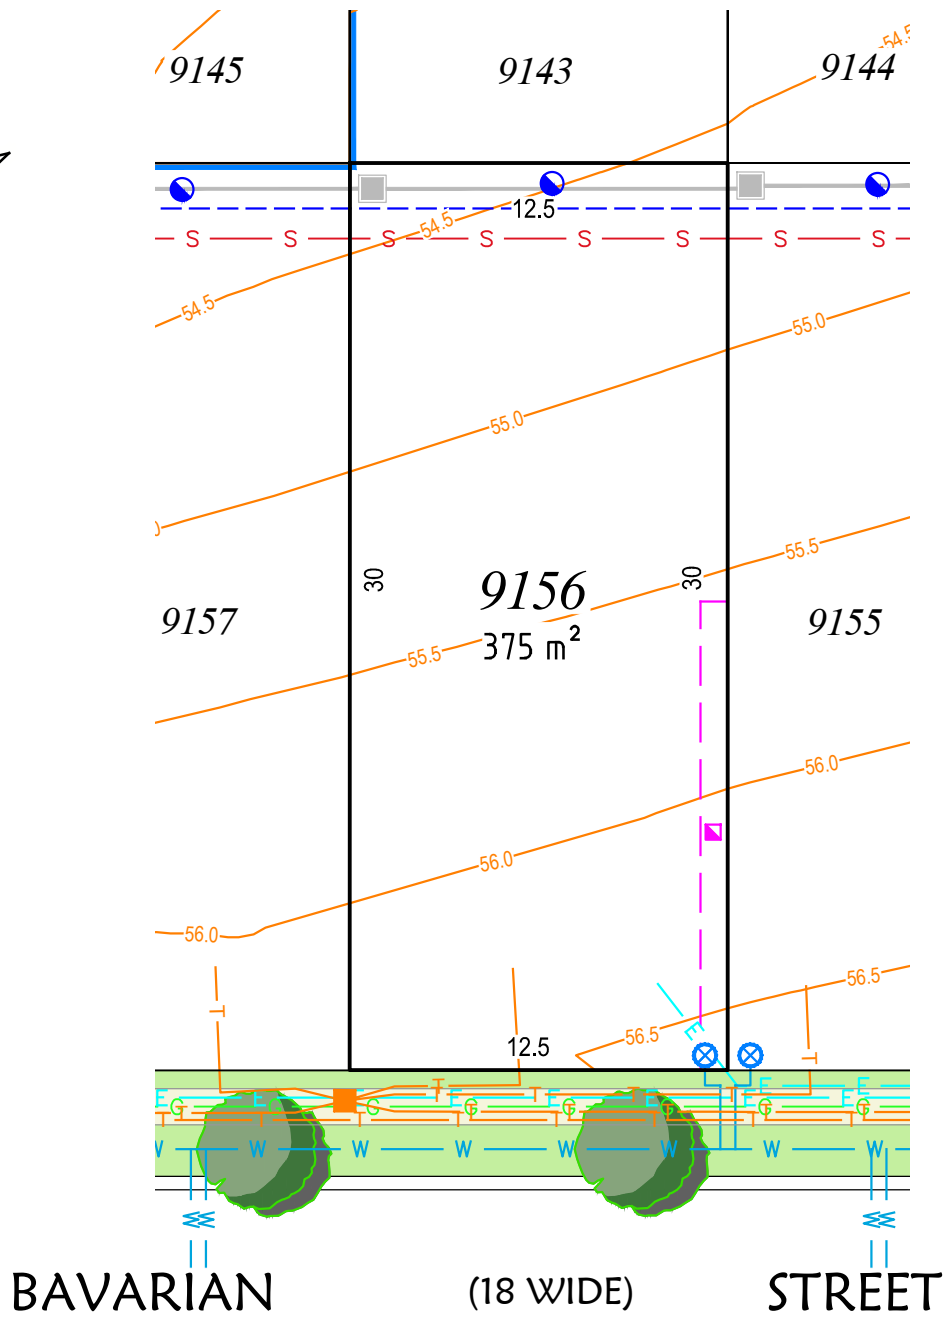 54.5
9145
9143
9144
12.5
54.5
S S S S S S S S
54.5
55.0
55.0
55.5
30
9156
30
9157
375 m²
9155
55.5
56.0
56.0
56.0
56.5
T
E
56.5
T
12.5
T T T T E E
E E E E E E E E
G G G G G G G G
T T T T T T T T
W W W W W W W W
W W W W
BAVARIAN (18 WIDE) STREET